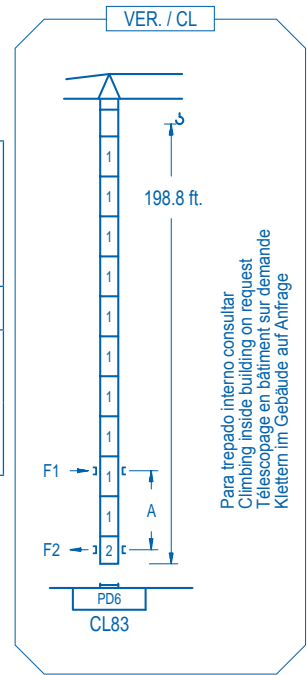 VER. / CL
1
1 198.8 ft.
1
1
1
1
1
1
F1 1
1 A
F2 2
PD6
CL83
Para trepado interno consultar
Climbing inside building on request
Télescopage en bâtiment sur demande
Klettern im Gebäude auf Anfrage